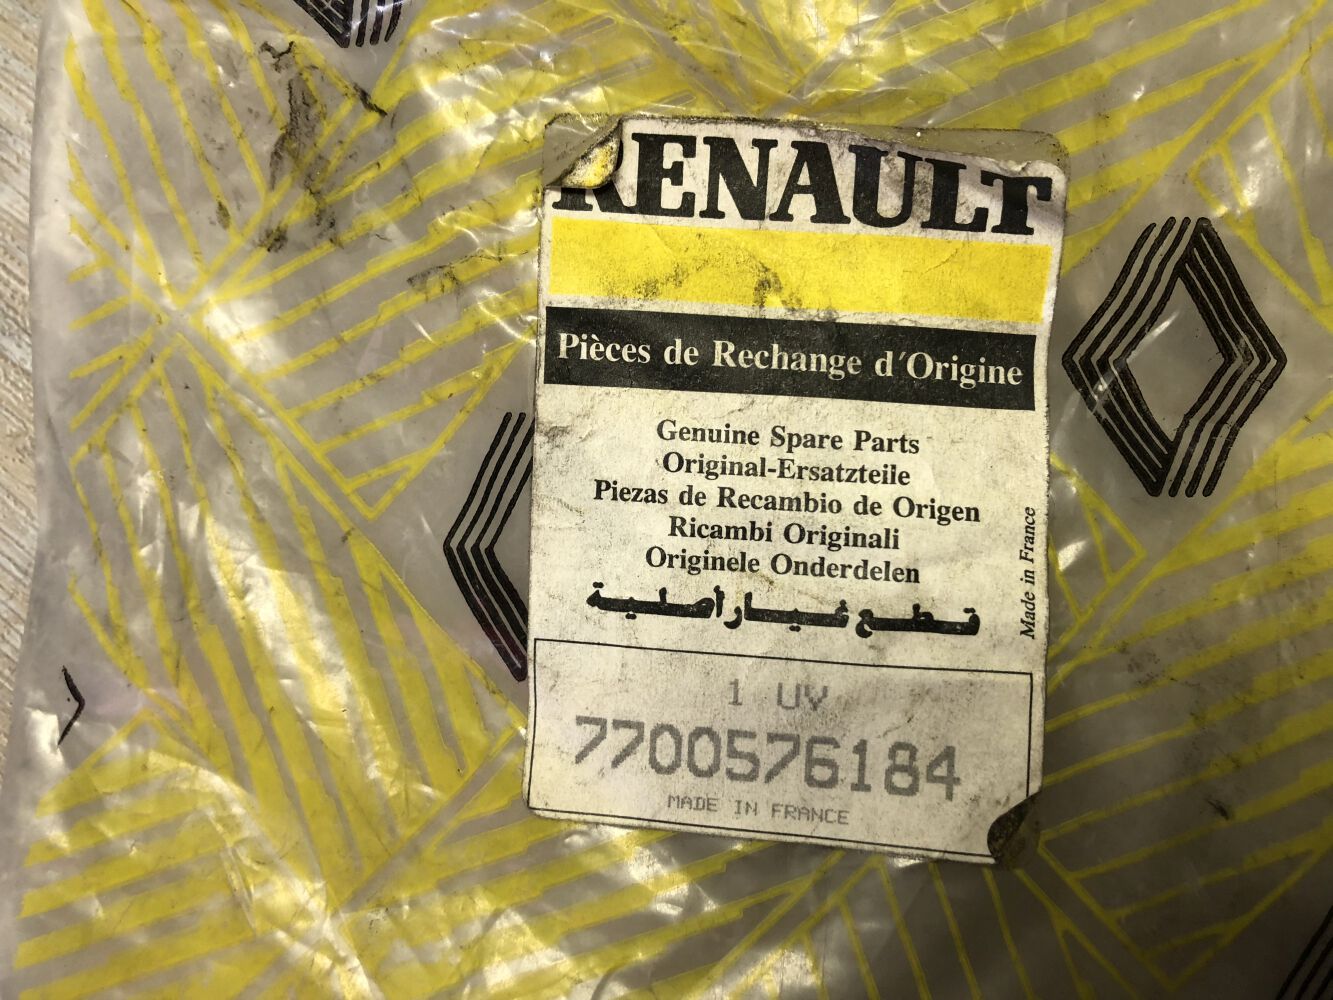 RENAULT
Pièces de Rechange d'Origine
Genuine Spare Parts
Original-Ersatzteile
Piezas de Recambio de Origen
Ricambi Originali
Originele Onderdelen
قطع غيار أصلية
Made in France
1 UV
7700576184
MADE IN FRANCE